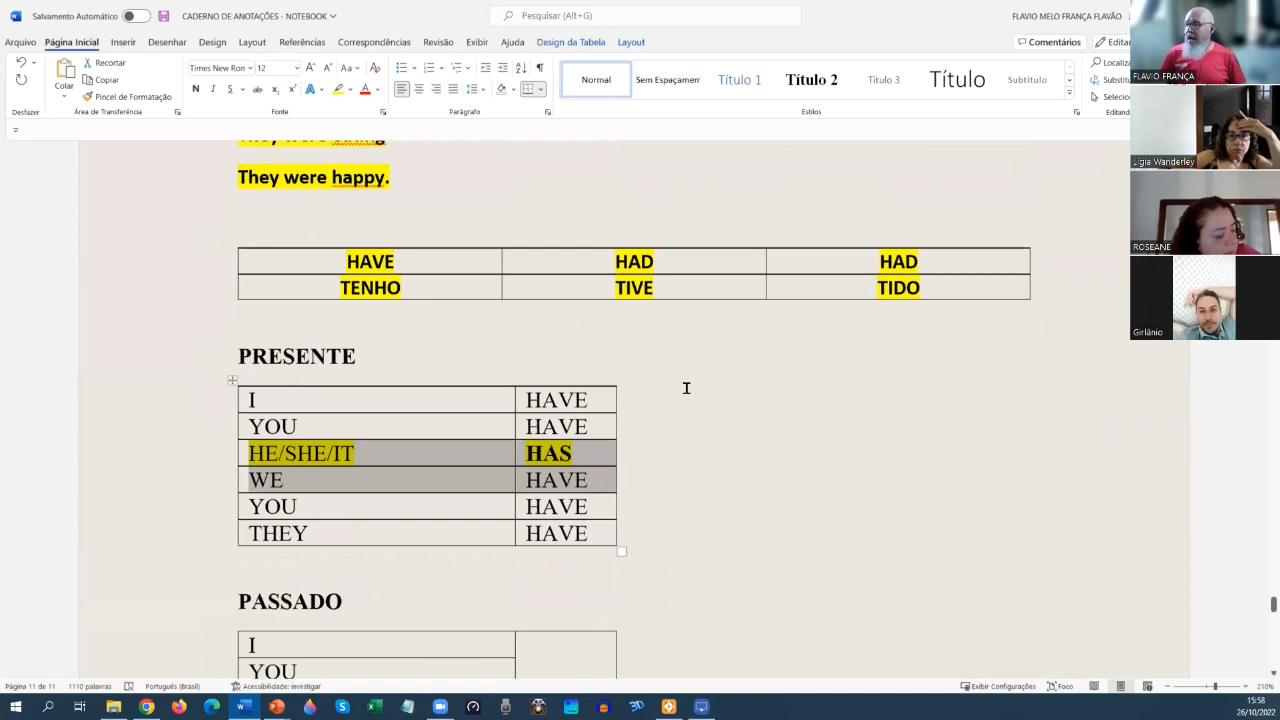 Salvamento Automático
CADERNO DE ANOTAÇÕES - NOTEBOOK
Pesquisar (Alt+G)
FLAVIO MELO FRANÇA FLAVÃO
Arquivo Página Inicial Inserir Desenhar Design Layout Referências Correspondências Revisão Exibir Ajuda Design da Tabela Layout
Comentários
Recortar
Copiar
Pincel de Formatação
Colar
Desfazer
Área de Transferência
Times New Ron 12
Fonte
Parágrafo
Normal
Sem Espaçamen
Título 1
Título 2
Título 3
Título
Subtítulo
Estilos
FLAVIO FRANÇA
Lígia Wanderley
ROSEANE
Girlânio
They were happy.
HAVE HAD HAD
TENHO TIVE TIDO
PRESENTE
I HAVE
YOU HAVE
HE/SHE/IT HAS
WE HAVE
YOU HAVE
THEY HAVE
PASSADO
I
YOU
Página 11 de 11 1110 palavras Português (Brasil) Acessibilidade: investigar
Exibir Configurações Foco 210%
15:58
26/10/2022